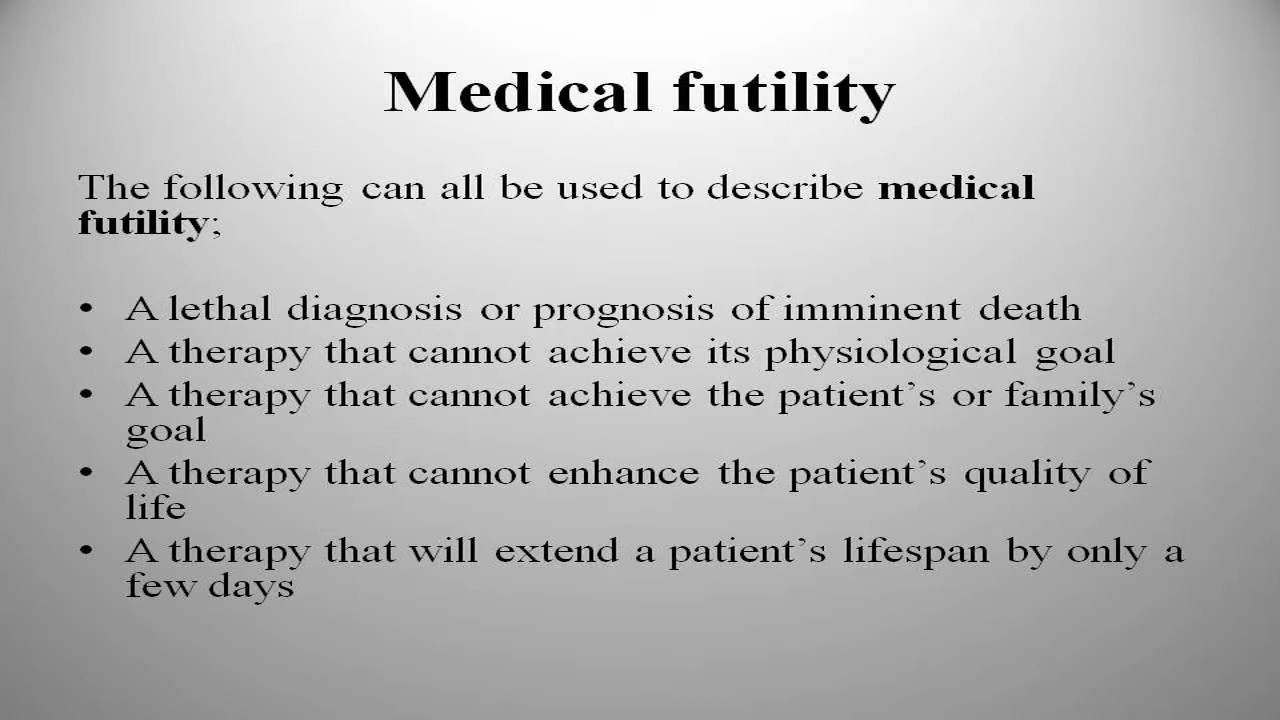 Medical futility
The following can all be used to describe medical
futility;
• A lethal diagnosis or prognosis of imminent death
• A therapy that cannot achieve its physiological goal
• A therapy that cannot achieve the patient’s or family’s
goal
• A therapy that cannot enhance the patient’s quality of
life
• A therapy that will extend a patient’s lifespan by only a
few days